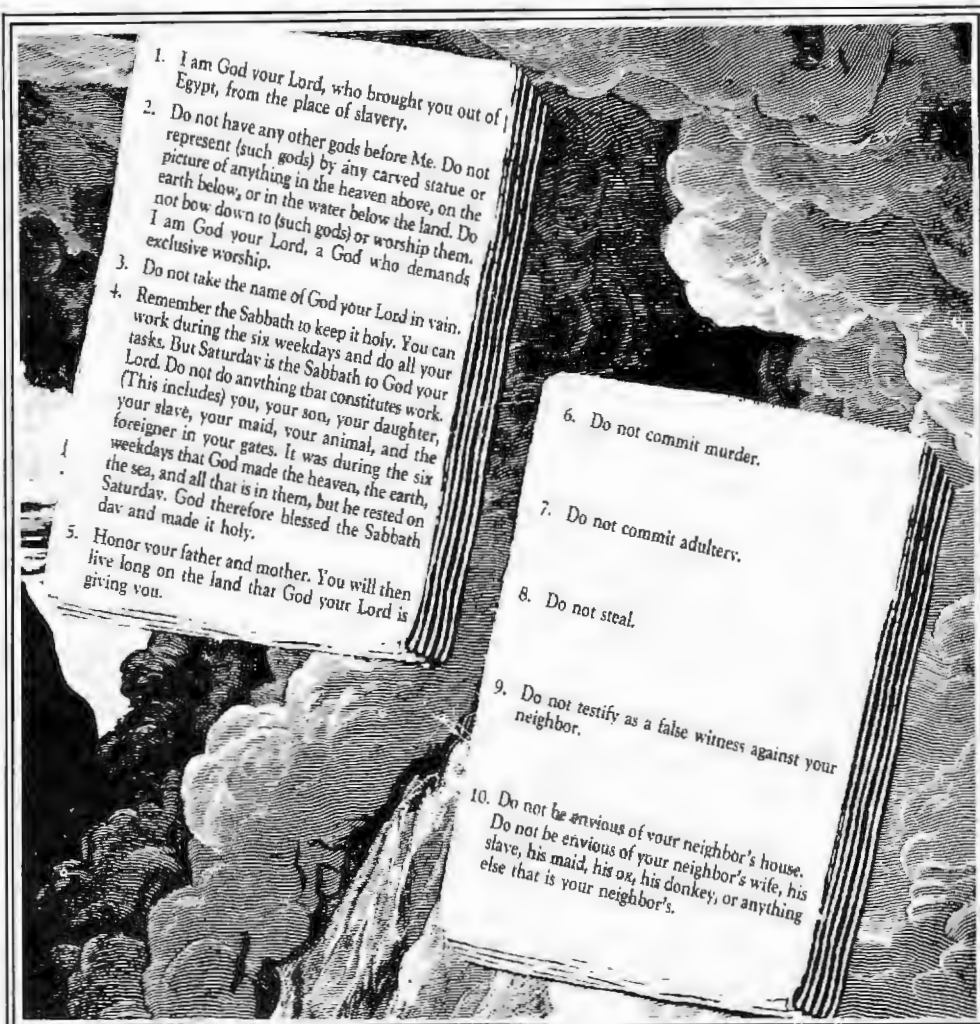 1. I am God your Lord, who brought you out of
Egypt, from the place of slavery.
2. Do not have any other gods before Me. Do not
represent (such gods) by any carved statue or
picture of anything in the heaven above, on the
earth below, or in the water below the land. Do
not bow down to (such gods) or worship them.
I am God your Lord, a God who demands
exclusive worship.
3. Do not take the name of God your Lord in vain.
4. Remember the Sabbath to keep it holy. You can
work during the six weekdays and do all your
tasks. But Saturday is the Sabbath to God your
Lord. Do not do anything that constitutes work.
(This includes) you, your son, your daughter,
your slave, your maid, your animal, and the
foreigner in your gates. It was during the six
weekdays that God made the heaven, the earth,
the sea, and all that is in them, but he rested on
Saturday. God therefore blessed the Sabbath
day and made it holy.
5. Honor your father and mother. You will then
live long on the land that God your Lord is
giving you.
6. Do not commit murder.
7. Do not commit adultery.
8. Do not steal.
9. Do not testify as a false witness against your
neighbor.
10. Do not be envious of your neighbor's house.
Do not be envious of your neighbor's wife, his
slave, his maid, his ox, his donkey, or anything
else that is your neighbor's.